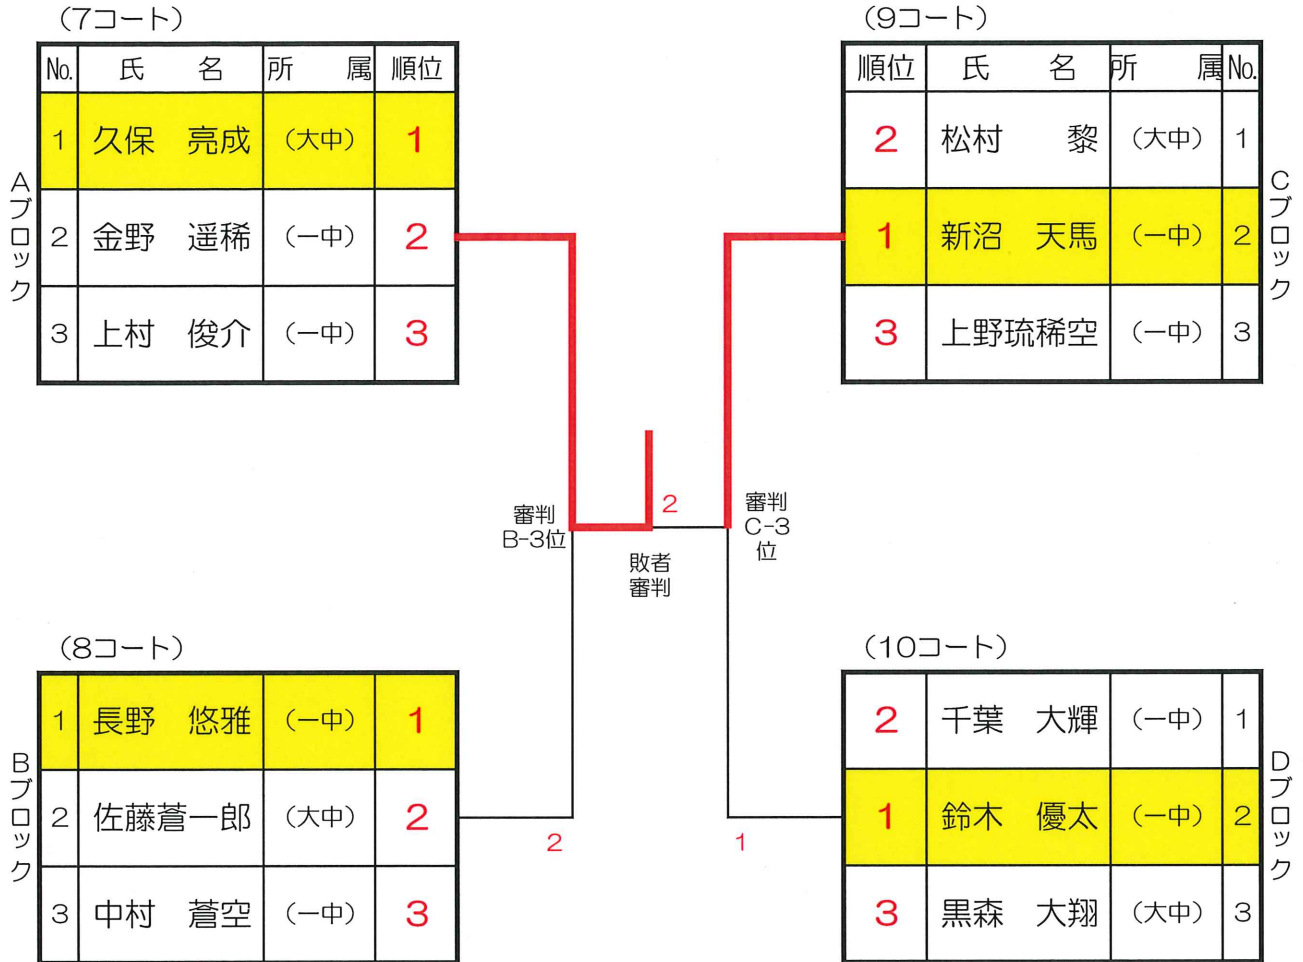 (7コート)
No. 氏 名 所 属 順位
1 久保 亮成 (大中) 1
2 金野 遥稀 (一中) 2
3 上村 俊介 (一中) 3
Aブロック
(9コート)
順位 氏 名 所 属 No.
2 松村 黎 (大中) 1
1 新沼 天馬 (一中) 2
3 上野琉稀空 (一中) 3
Cブロック
審判
B-3位
2
敗者
審判
審判
C-3
位
(8コート)
1 長野 悠雅 (一中) 1
2 佐藤蒼一郎 (大中) 2
3 中村 蒼空 (一中) 3
Bブロック
2
1
(10コート)
2 千葉 大輝 (一中) 1
1 鈴木 優太 (一中) 2
3 黒森 大翔 (大中) 3
Dブロック